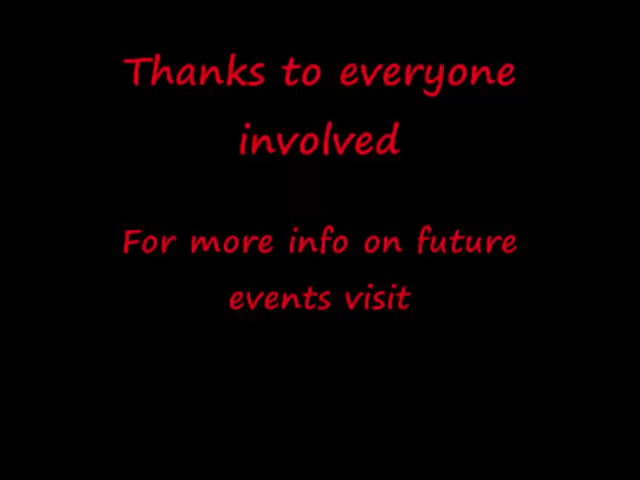 Thanks to everyone
involved
For more info on future
events visit